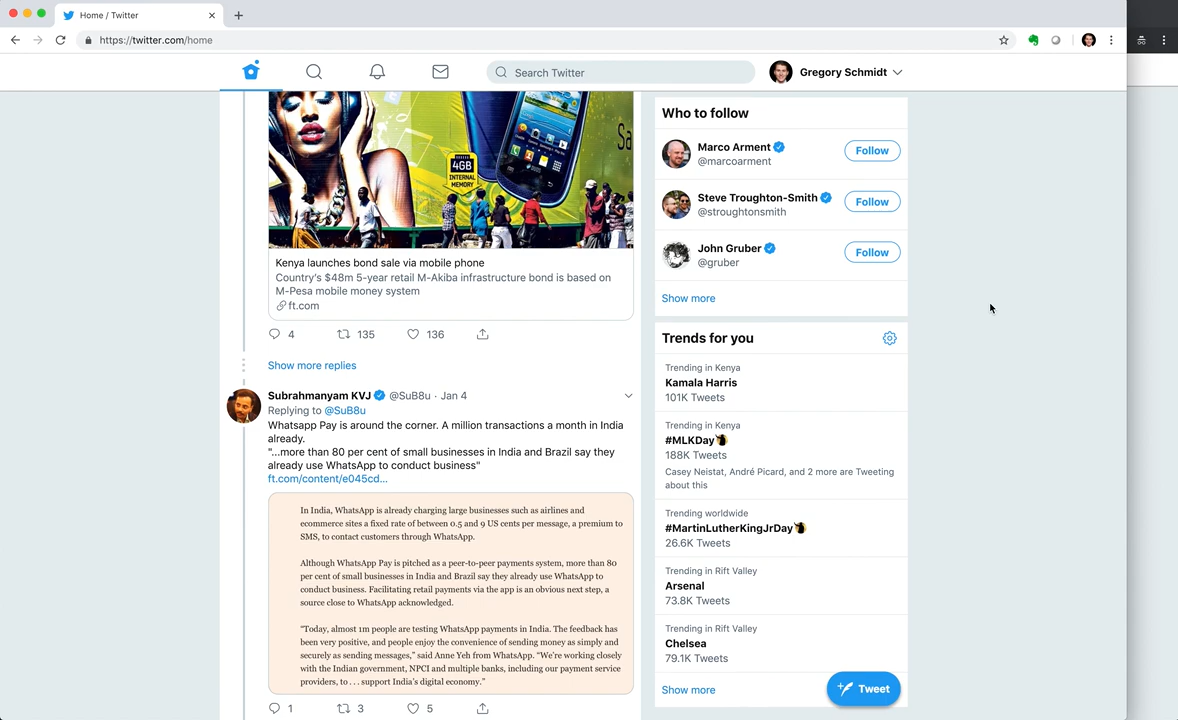 Home / Twitter
https://twitter.com/home
Search Twitter
Gregory Schmidt
4GB
INTERNAL
MEMORY
Sa
Kenya launches bond sale via mobile phone
Country's $48m 5-year retail M-Akiba infrastructure bond is based on
M-Pesa mobile money system
ft.com
4 135 136
Show more replies
Subrahmanyam KVJ @SuB8u · Jan 4
Replying to @SuB8u
Whatsapp Pay is around the corner. A million transactions a month in India
already.
"...more than 80 per cent of small businesses in India and Brazil say they
already use WhatsApp to conduct business"
ft.com/content/e045cd...
In India, WhatsApp is already charging large businesses such as airlines and
ecommerce sites a fixed rate of between 0.5 and 9 US cents per message, a premium to
SMS, to contact customers through WhatsApp.
Although WhatsApp Pay is pitched as a peer-to-peer payments system, more than 80
per cent of small businesses in India and Brazil say they already use WhatsApp to
conduct business. Facilitating retail payments via the app is an obvious next step, a
source close to WhatsApp acknowledged.
"Today, almost 1m people are testing WhatsApp payments in India. The feedback has
been very positive, and people enjoy the convenience of sending money as simply and
securely as sending messages," said Anne Yeh from WhatsApp. "We're working closely
with the Indian government, NPCI and multiple banks, including our payment service
providers, to . . . support India's digital economy."
1 3 5
Who to follow
Marco Arment
@marcoarment
Follow
Steve Troughton-Smith
@stroughtonsmith
Follow
John Gruber
@gruber
Follow
Show more
Trends for you
Trending in Kenya
Kamala Harris
101K Tweets
Trending in Kenya
#MLKDay
188K Tweets
Casey Neistat, André Picard, and 2 more are Tweeting
about this
Trending worldwide
#MartinLutherKingJrDay
26.6K Tweets
Trending in Rift Valley
Arsenal
73.8K Tweets
Trending in Rift Valley
Chelsea
79.1K Tweets
Show more
Tweet